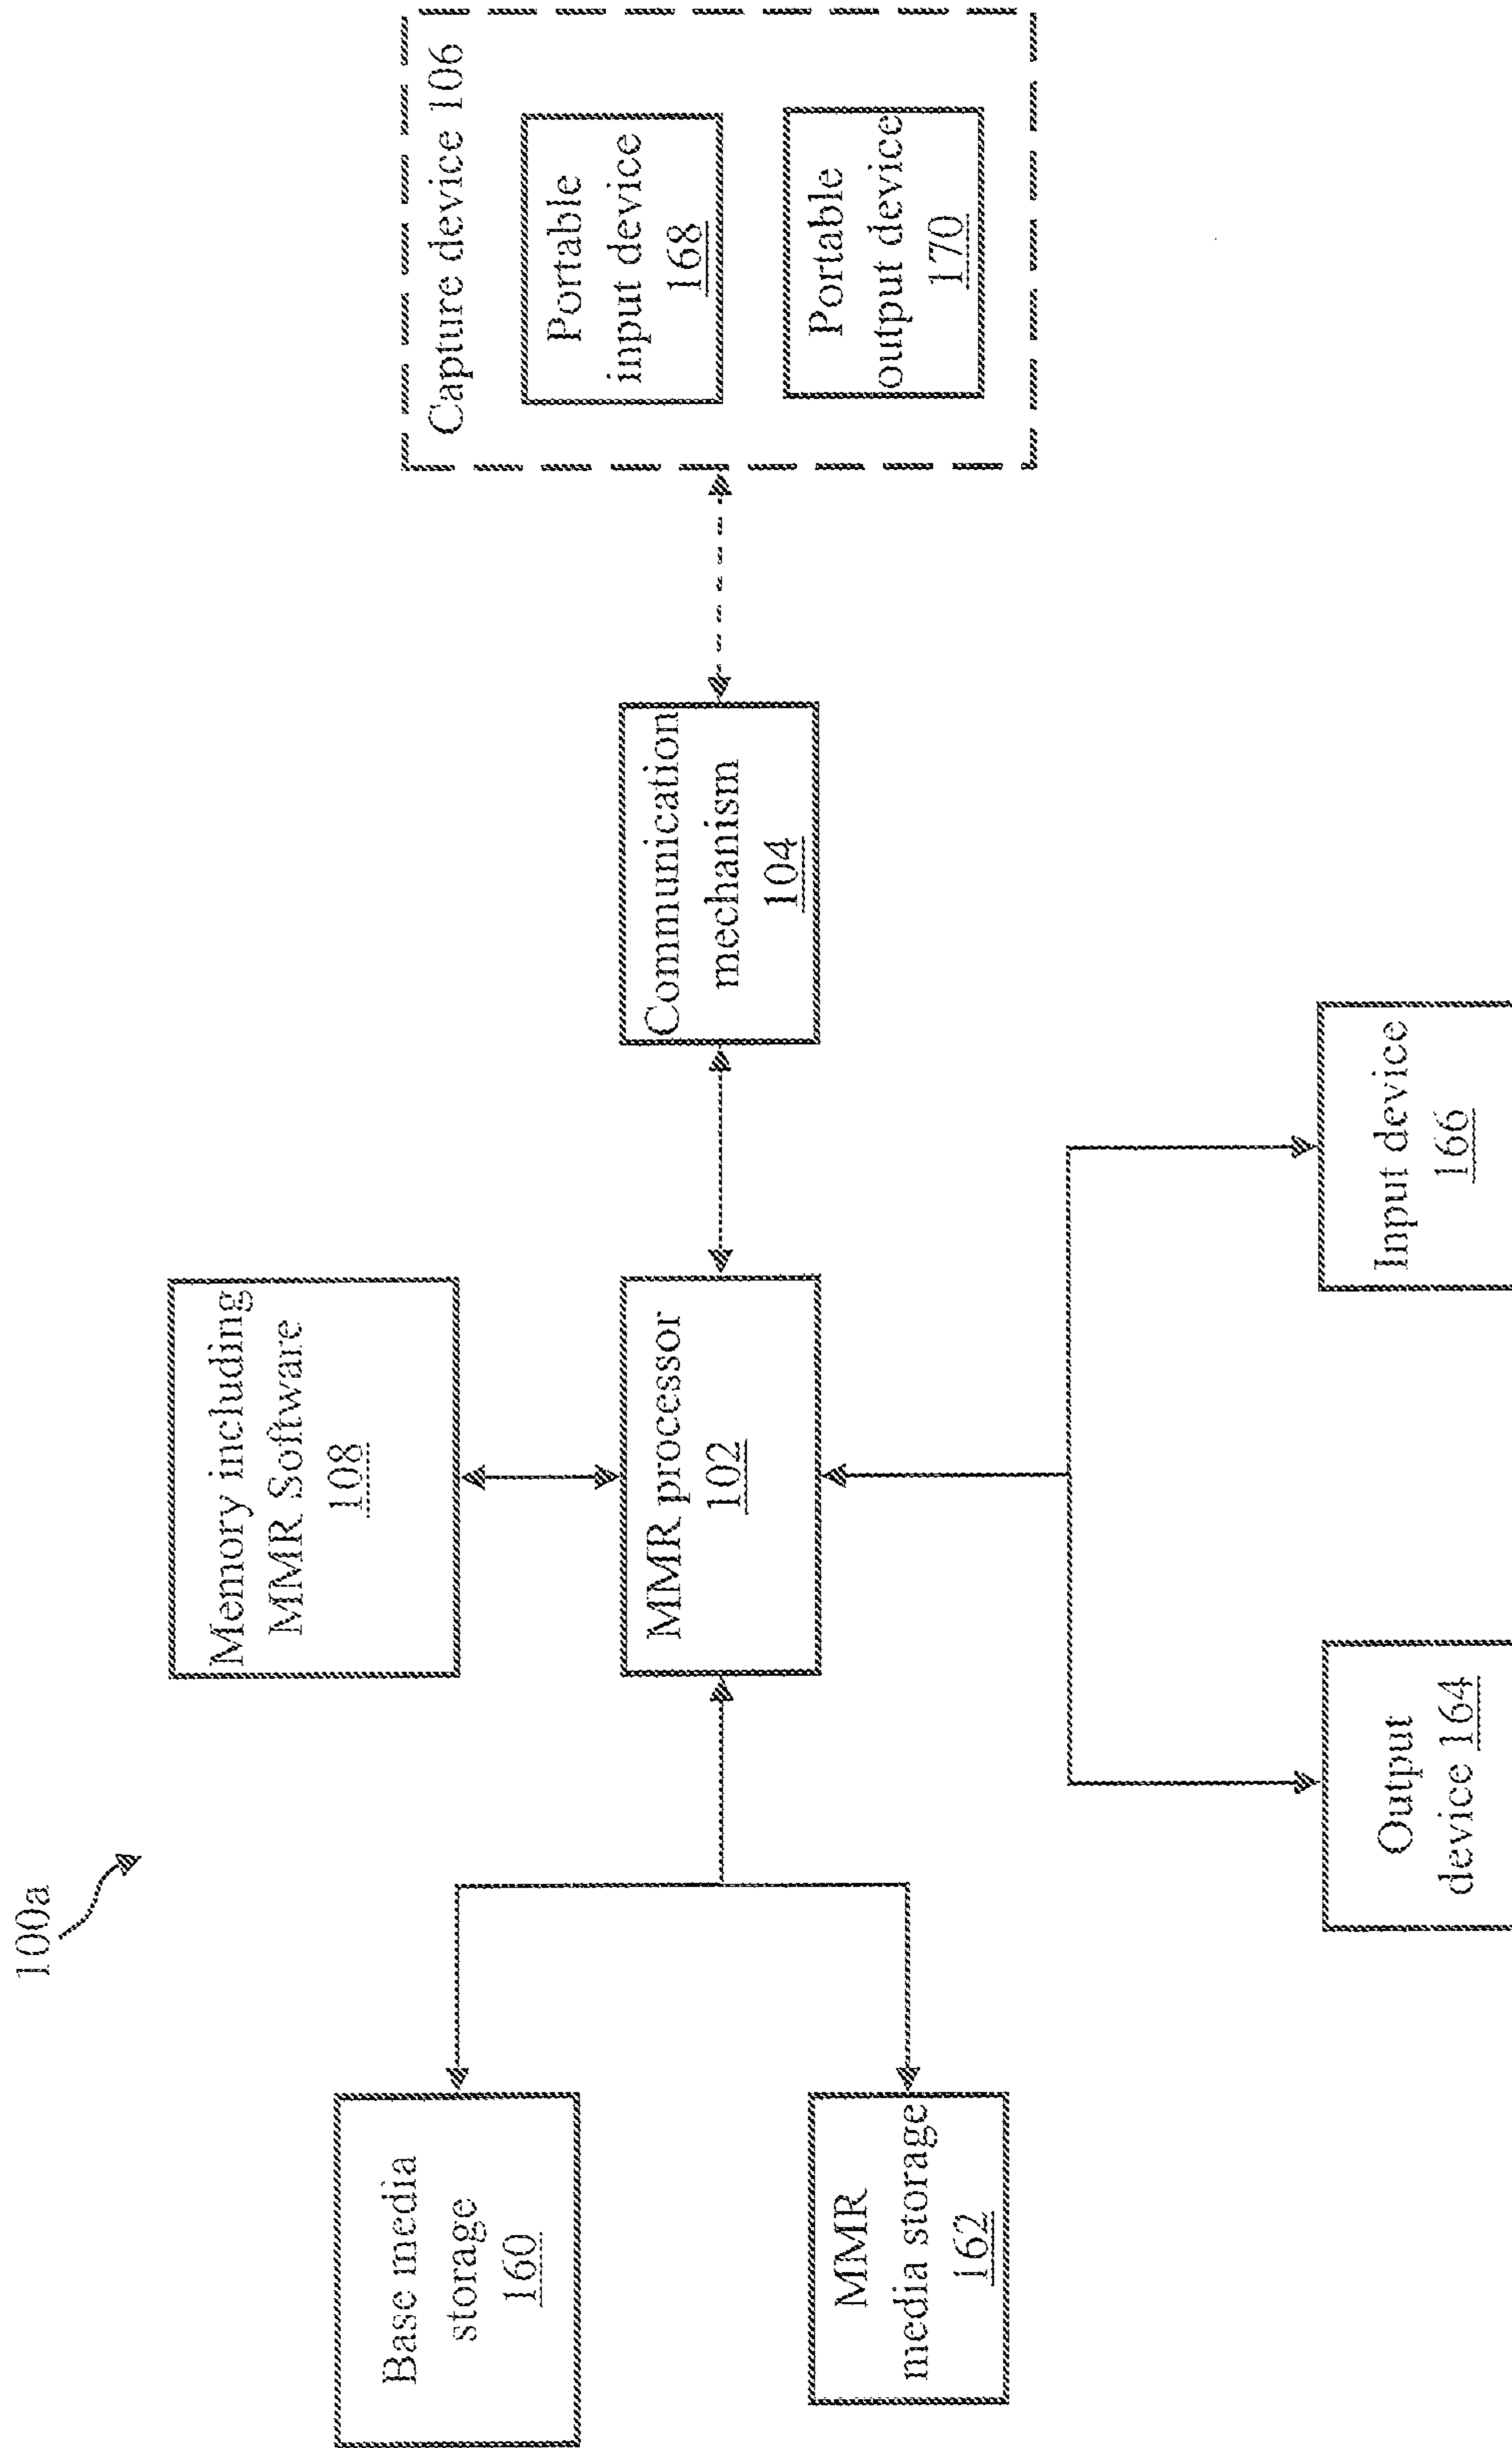 100a
Base media
storage
160
MMR
media storage
162
Memory including
MMR Software
108
MMR processor
102
Output
device 164
Input device
166
Communication
mechanism
104
Capture device 106
Portable
input device
168
Portable
output device
170